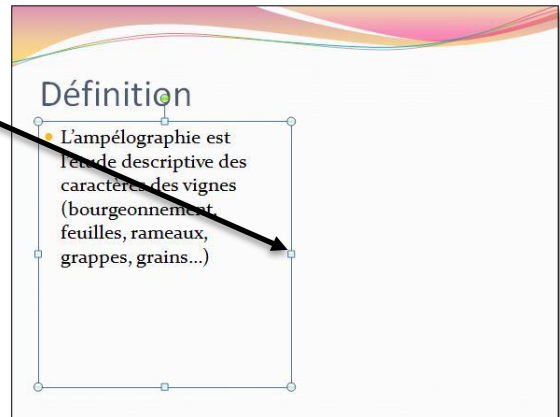 Définition
• L'ampélographie est
l'étude descriptive des
caractères des vignes
(bourgeonnement,
feuilles, rameaux,
grappes, grains...)